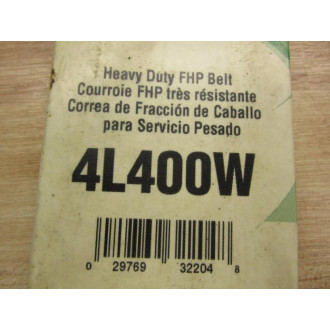 Heavy Duty FHP Belt
Courroie FHP très résistante
Correa de Fracción de Caballo
para Servicio Pesado
4L400W
0 29769 32204 8